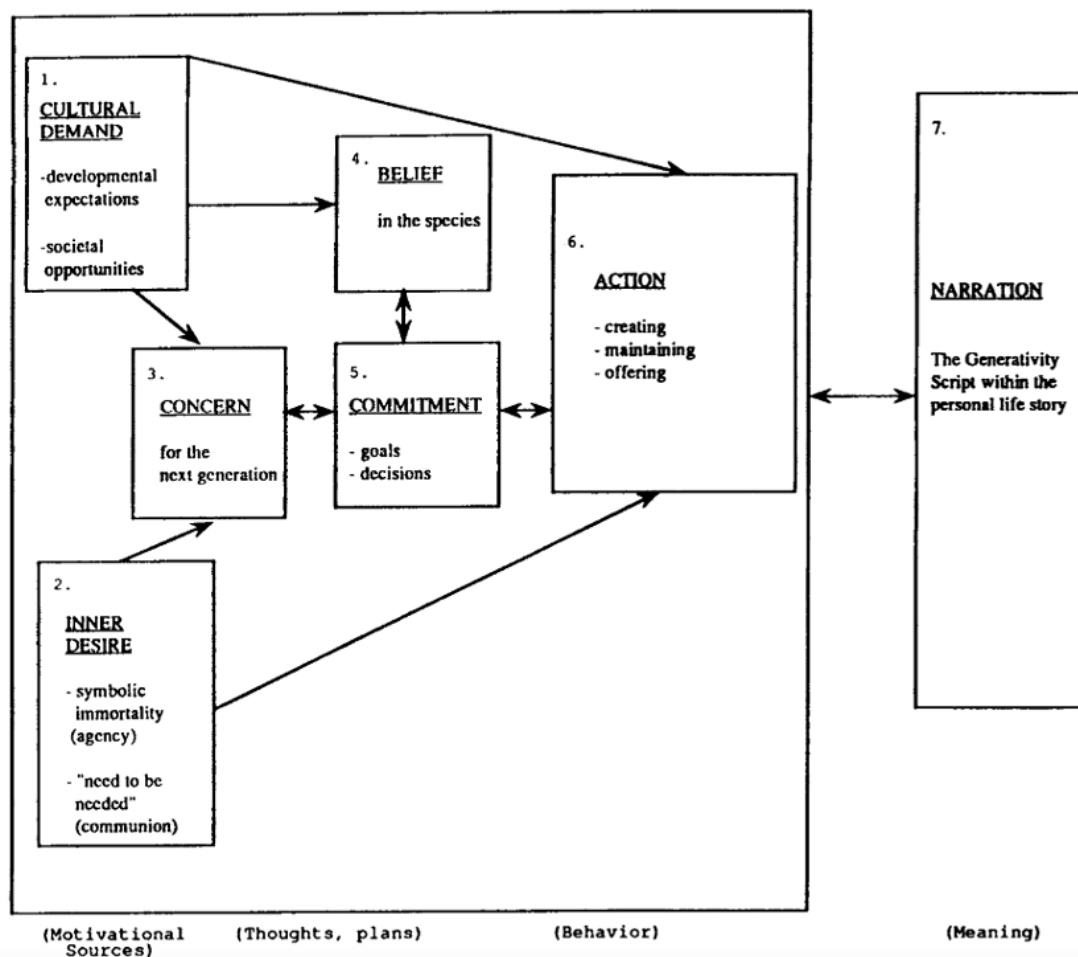 1.
CULTURAL
DEMAND
-developmental
expectations
-societal
opportunities
4.
BELIEF
in the species
3.
CONCERN
for the
next generation
5.
COMMITMENT
- goals
- decisions
6.
ACTION
- creating
- maintaining
- offering
2.
INNER
DESIRE
- symbolic
immortality
(agency)
- "need to be
needed"
(communion)
7.
NARRATION
The Generativity
Script within the
personal life story
(Motivational
Sources)
(Thoughts, plans)
(Behavior)
(Meaning)